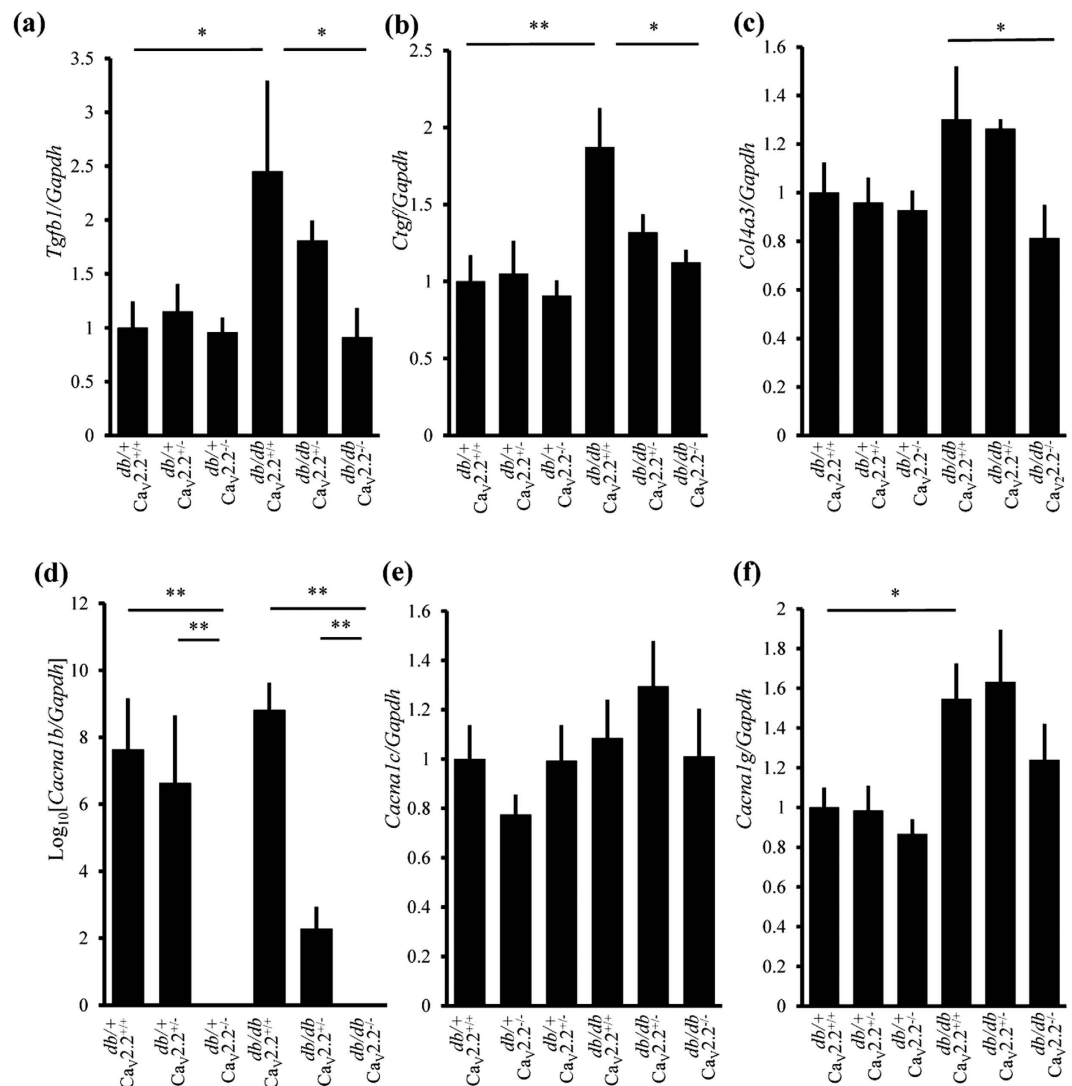 (a)
* *
Tgfb1/Gapdh
3.5
3
2.5
2
1.5
1
0.5
0
db/+ CaV2.2+/+
db/+ CaV2.2+/-
db/+ CaV2.2-/-
db/db CaV2.2+/+
db/db CaV2.2+/-
db/db CaV2.2-/-
(b)
** *
Ctgf/Gapdh
2.5
2
1.5
1
0.5
0
db/+ CaV2.2+/+
db/+ CaV2.2+/-
db/+ CaV2.2-/-
db/db CaV2.2+/+
db/db CaV2.2+/-
db/db CaV2.2-/-
(c)
*
Col4a3/Gapdh
1.6
1.4
1.2
1
0.8
0.6
0.4
0.2
0
db/+ CaV2.2+/+
db/+ CaV2.2+/-
db/+ CaV2.2-/-
db/db CaV2.2+/+
db/db CaV2.2+/-
db/db CaV2.2-/-
(d)
** **
** **
Log10[Cacna1b/Gapdh]
12
10
8
6
4
2
0
db/+ CaV2.2+/+
db/+ CaV2.2+/-
db/+ CaV2.2-/-
db/db CaV2.2+/+
db/db CaV2.2+/-
db/db CaV2.2-/-
(e)
Cacna1c/Gapdh
1.6
1.4
1.2
1
0.8
0.6
0.4
0.2
0
db/+ CaV2.2+/+
db/+ CaV2.2+/-
db/+ CaV2.2+/-
db/db CaV2.2+/+
db/db CaV2.2+/-
db/db CaV2.2-/-
(f)
*
Cacna1g/Gapdh
2
1.8
1.6
1.4
1.2
1
0.8
0.6
0.4
0.2
0
db/+ CaV2.2+/+
db/+ CaV2.2+/-
db/+ CaV2.2-/-
db/db CaV2.2+/+
db/db CaV2.2+/-
db/db CaV2.2-/-